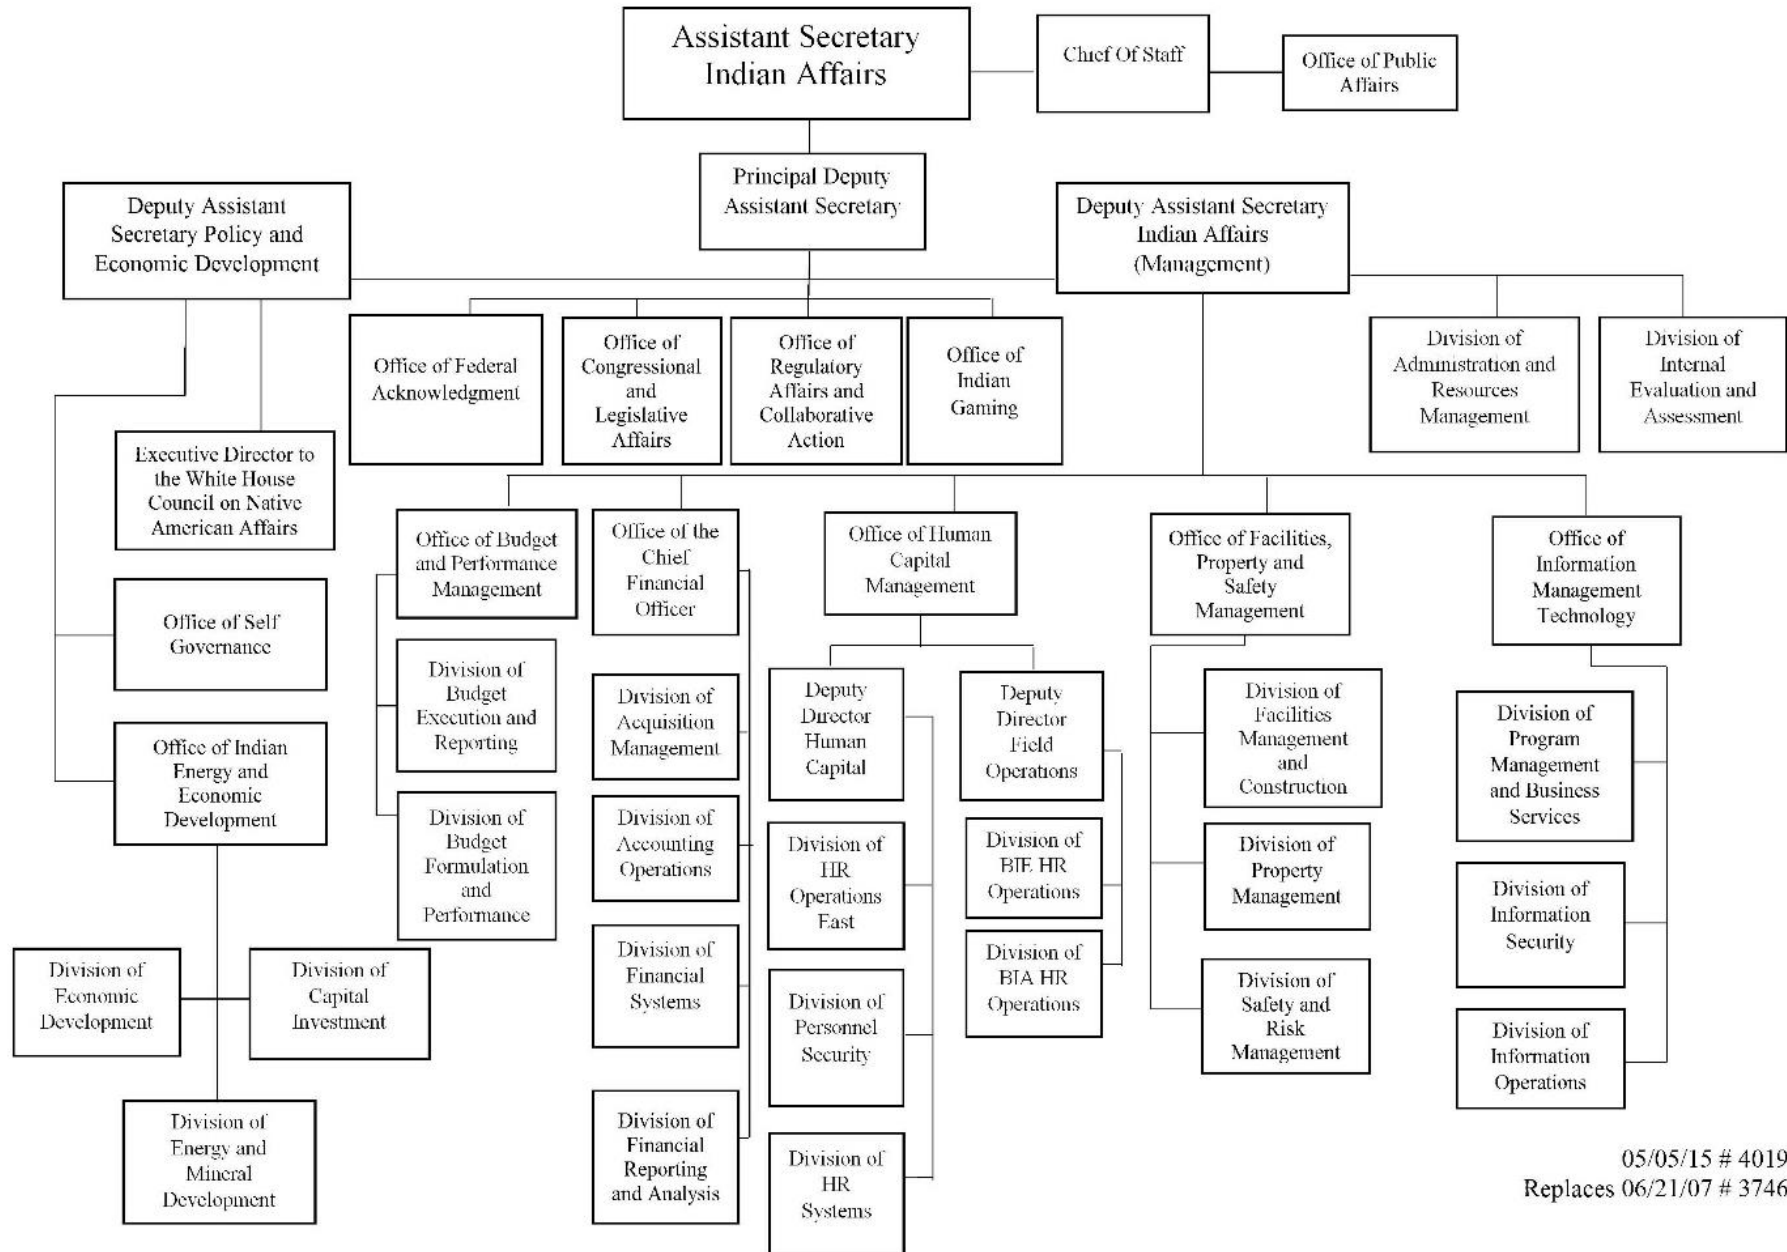 Assistant Secretary
Indian Affairs
Chief Of Staff
Office of Public
Affairs
Principal Deputy
Assistant Secretary
Deputy Assistant
Secretary Policy and
Economic Development
Deputy Assistant Secretary
Indian Affairs
(Management)
Office of Federal
Acknowledgment
Office of
Congressional
and
Legislative
Affairs
Office of
Regulatory
Affairs and
Collaborative
Action
Office of
Indian
Gaming
Division of
Administration and
Resources
Management
Division of
Internal
Evaluation and
Assessment
Executive Director to
the White House
Council on Native
American Affairs
Office of Self
Governance
Office of Indian
Energy and
Economic
Development
Division of
Economic
Development
Division of
Capital
Investment
Division of
Energy and
Mineral
Development
Office of Budget
and Performance
Management
Division of
Budget
Execution and
Reporting
Division of
Budget
Formulation
and
Performance
Office of the
Chief
Financial
Officer
Division of
Acquisition
Management
Division of
Accounting
Operations
Division of
Financial
Systems
Division of
Financial
Reporting
and Analysis
Office of Human
Capital
Management
Deputy
Director
Human
Capital
Division of
HR
Operations
East
Division of
Personnel
Security
Division of
HR
Systems
Deputy
Director
Field
Operations
Division of
BIE HR
Operations
Division of
BIA HR
Operations
Office of Facilities,
Property and
Safety
Management
Division of
Facilities
Management
and
Construction
Division of
Property
Management
Division of
Safety and
Risk
Management
Office of
Information
Management
Technology
Division of
Program
Management
and Business
Services
Division of
Information
Security
Division of
Information
Operations
05/05/15 # 4019
Replaces 06/21/07 # 3746